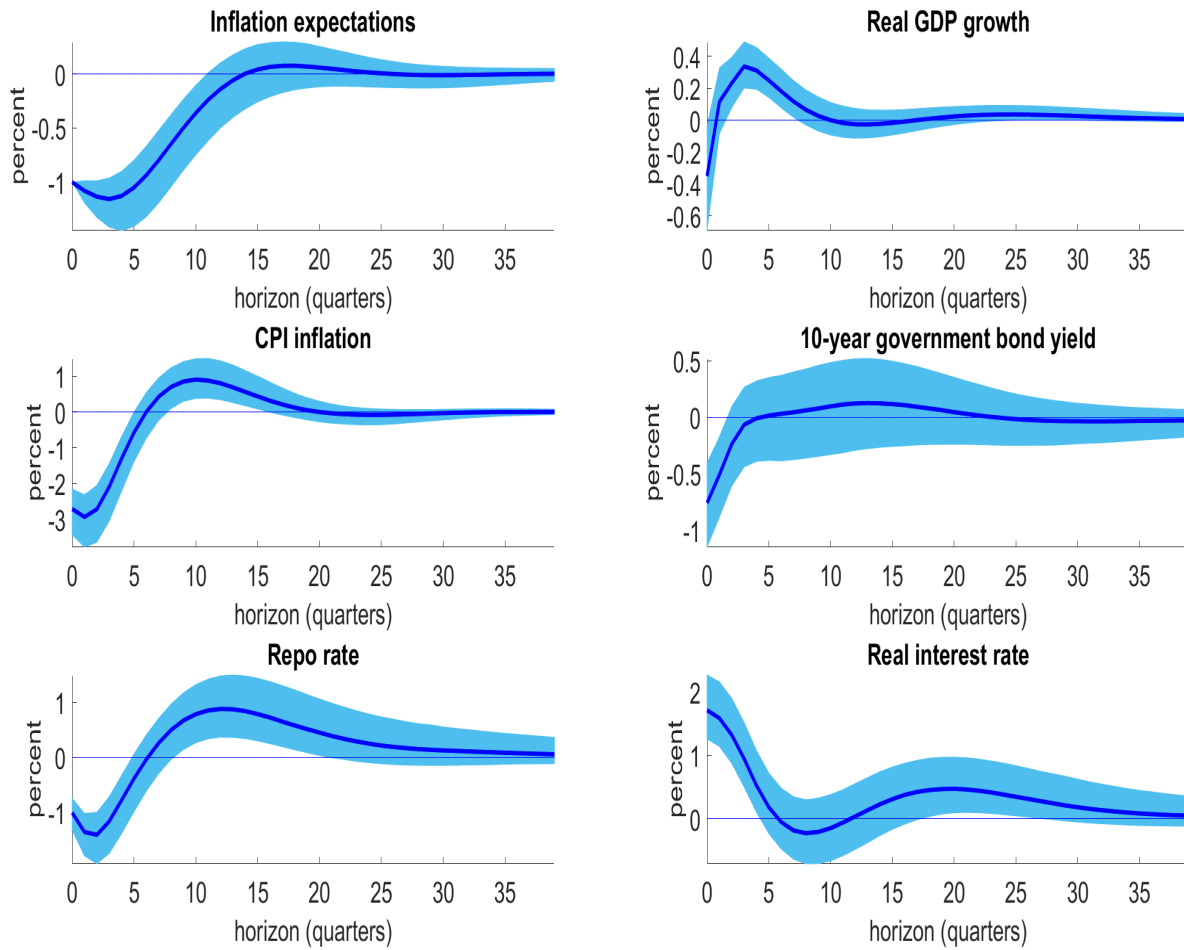 Inflation expectations
percent
0
-0.5
-1
0 5 10 15 20 25 30 35
horizon (quarters)
Real GDP growth
percent
0.4
0.2
0
-0.2
-0.4
-0.6
0 5 10 15 20 25 30 35
horizon (quarters)
CPI inflation
percent
1
0
-1
-2
-3
0 5 10 15 20 25 30 35
horizon (quarters)
10-year government bond yield
percent
0.5
0
-0.5
-1
0 5 10 15 20 25 30 35
horizon (quarters)
Repo rate
percent
1
0
-1
0 5 10 15 20 25 30 35
horizon (quarters)
Real interest rate
percent
2
1
0
0 5 10 15 20 25 30 35
horizon (quarters)